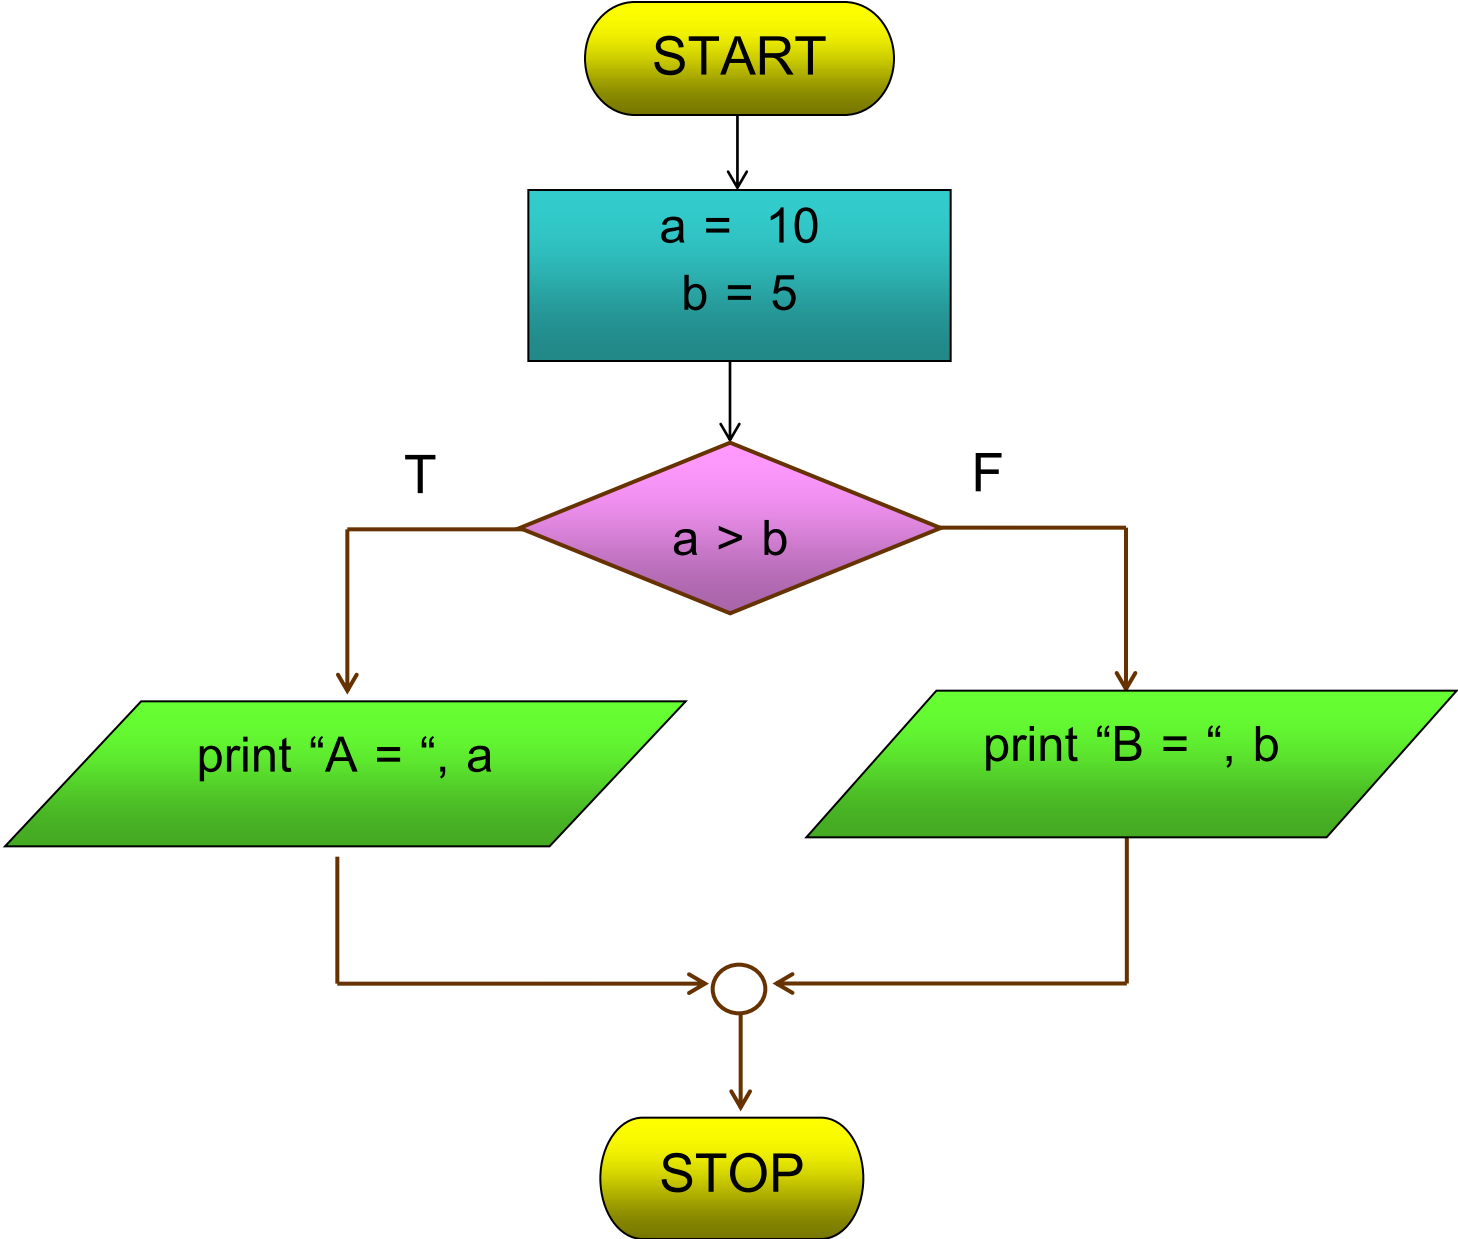 START
a =  10
b = 5
T
F
a > b
print “A = “, a
print “B = “, b
STOP